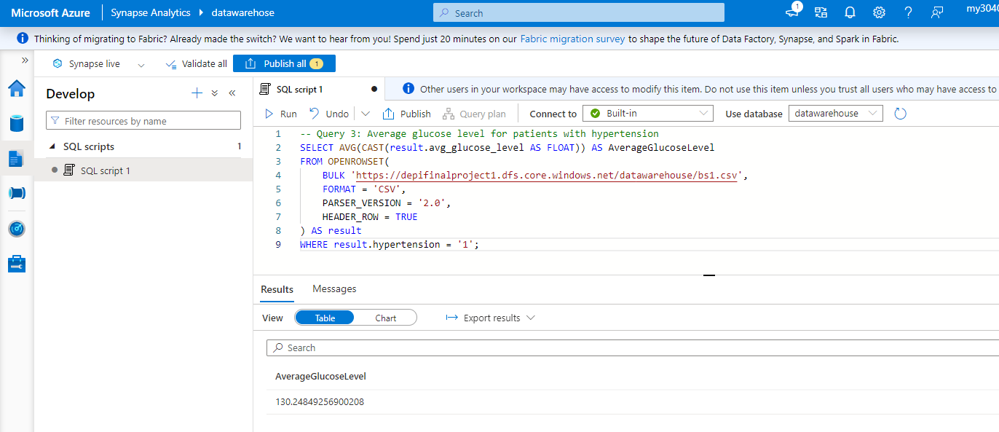 Microsoft Azure
Synapse Analytics
datawarehose
Search
1
my3040
Thinking of migrating to Fabric? Already made the switch? We want to hear from you! Spend just 20 minutes on our Fabric migration survey to shape the future of Data Factory, Synapse, and Spark in Fabric.
Synapse live
Validate all
Publish all 1
Develop
Filter resources by name
SQL scripts 1
SQL script 1
SQL script 1
Other users in your workspace may have access to modify this item. Do not use this item unless you trust all users who may have access to
Run Undo Publish Query plan Connect to Built-in Use database datawarehouse
1 -- Query 3: Average glucose level for patients with hypertension
2 SELECT AVG(CAST(result.avg_glucose_level AS FLOAT)) AS AverageGlucoseLevel
3 FROM OPENROWSET(
4 BULK 'https://depifinalproject1.dfs.core.windows.net/datawarehouse/bs1.csv',
5 FORMAT = 'CSV',
6 PARSER_VERSION = '2.0',
7 HEADER_ROW = TRUE
8 ) AS result
9 WHERE result.hypertension = '1';
Results Messages
View Table Chart Export results
Search
AverageGlucoseLevel
130.24849256900208